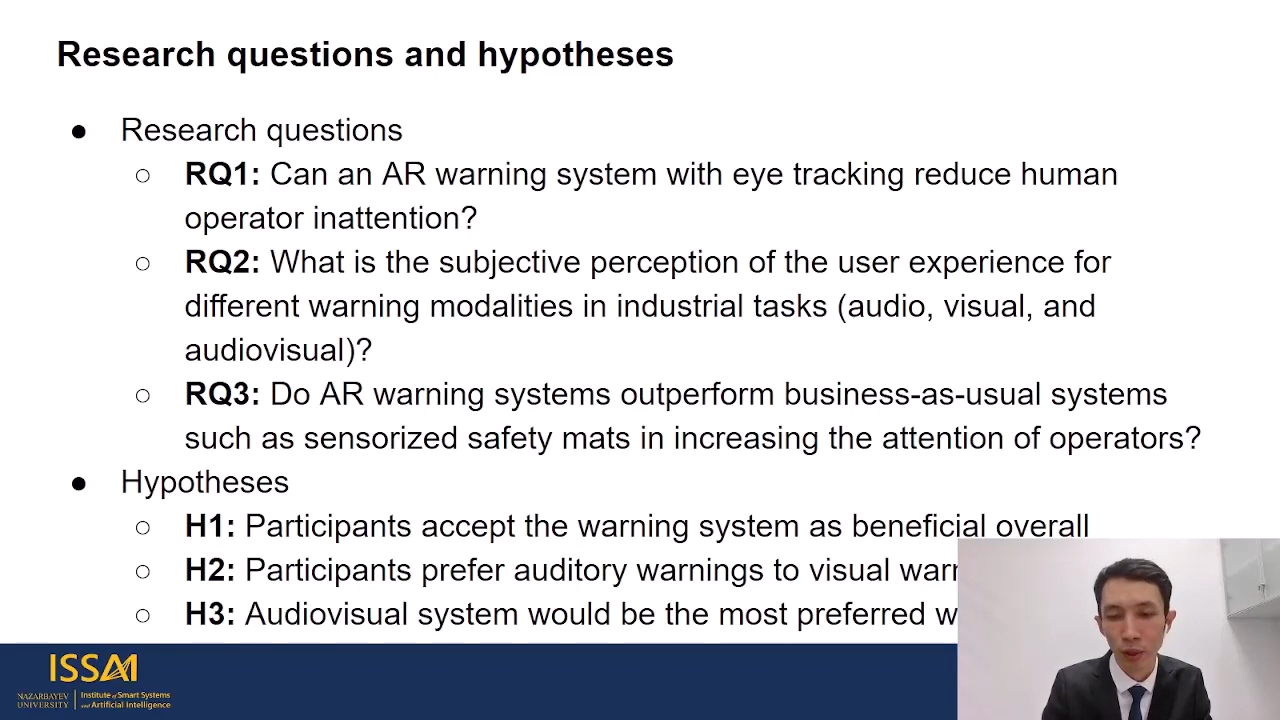 Research questions and hypotheses
● Research questions
○ RQ1: Can an AR warning system with eye tracking reduce human
operator inattention?
○ RQ2: What is the subjective perception of the user experience for
different warning modalities in industrial tasks (audio, visual, and
audiovisual)?
○ RQ3: Do AR warning systems outperform business-as-usual systems
such as sensorized safety mats in increasing the attention of operators?
● Hypotheses
○ H1: Participants accept the warning system as beneficial overall
○ H2: Participants prefer auditory warnings to visual
○ H3: Audiovisual system would be the most preferred
ISSAI
NAZARBAYEV
UNIVERSITY
Institute of Smart Systems
and Artificial Intelligence